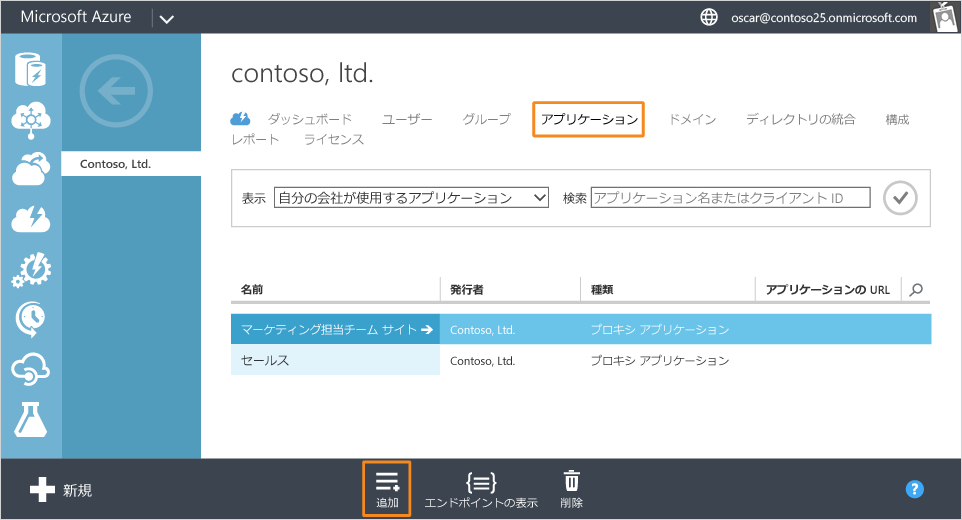 Microsoft Azure
oscar@contoso25.onmicrosoft.com
Contoso, Ltd.
contoso, ltd.
ダッシュボード ユーザー グループ アプリケーション ドメイン ディレクトリの統合 構成
レポート ライセンス
表示 自分の会社が使用するアプリケーション 検索 アプリケーション名またはクライアント ID
名前 発行者 種類 アプリケーションの URL
マーケティング担当チーム サイト Contoso, Ltd. プロキシ アプリケーション
セールス Contoso, Ltd. プロキシ アプリケーション
新規 追加 エンドポイントの表示 削除 ?